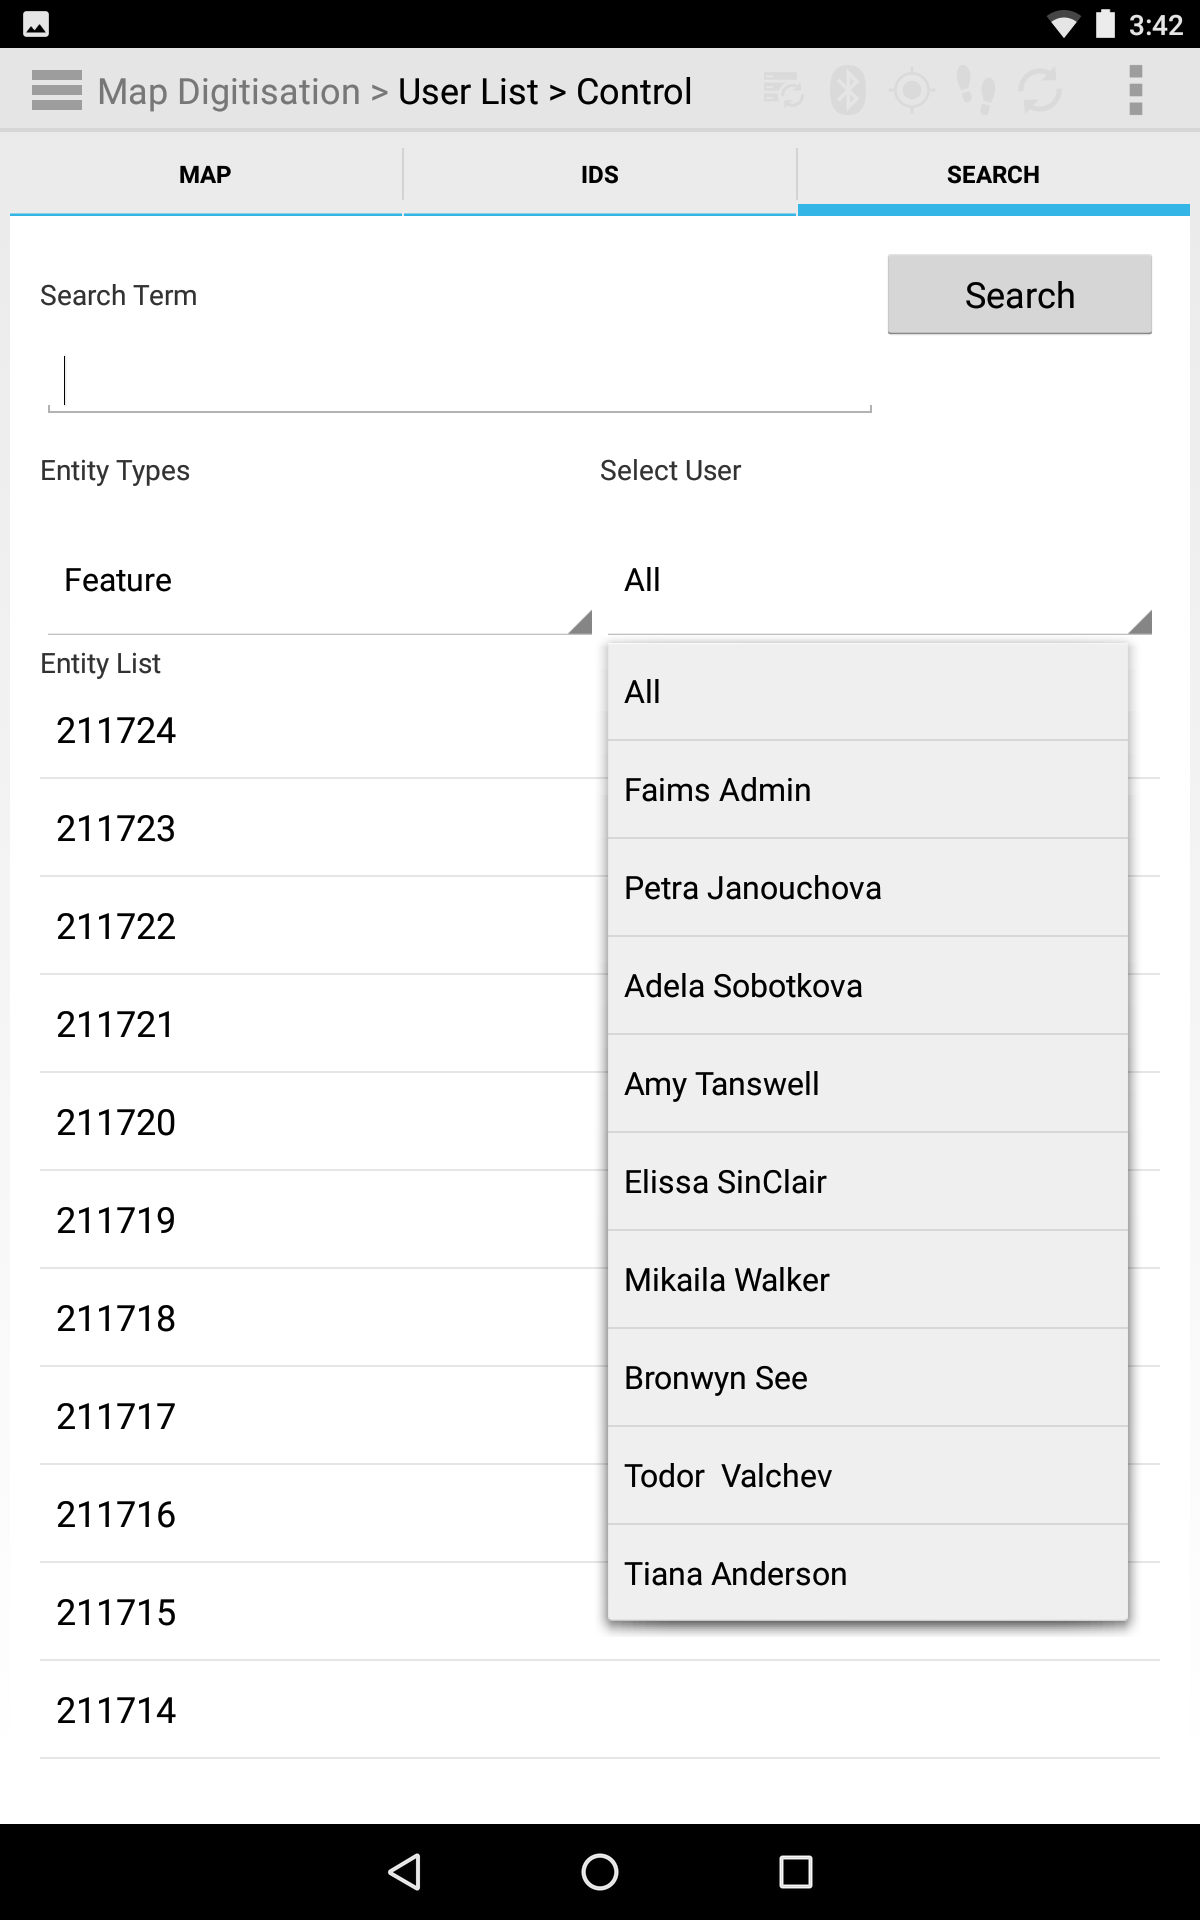 3:42
Map Digitisation > User List > Control
MAP
IDS
SEARCH
Search Term
Search
Entity Types
Select User
Feature
All
Entity List
211724
211723
211722
211721
211720
211719
211718
211717
211716
211715
211714
All
Faims Admin
Petra Janouchova
Adela Sobotkova
Amy Tanswell
Elissa SinClair
Mikaila Walker
Bronwyn See
Todor  Valchev
Tiana Anderson